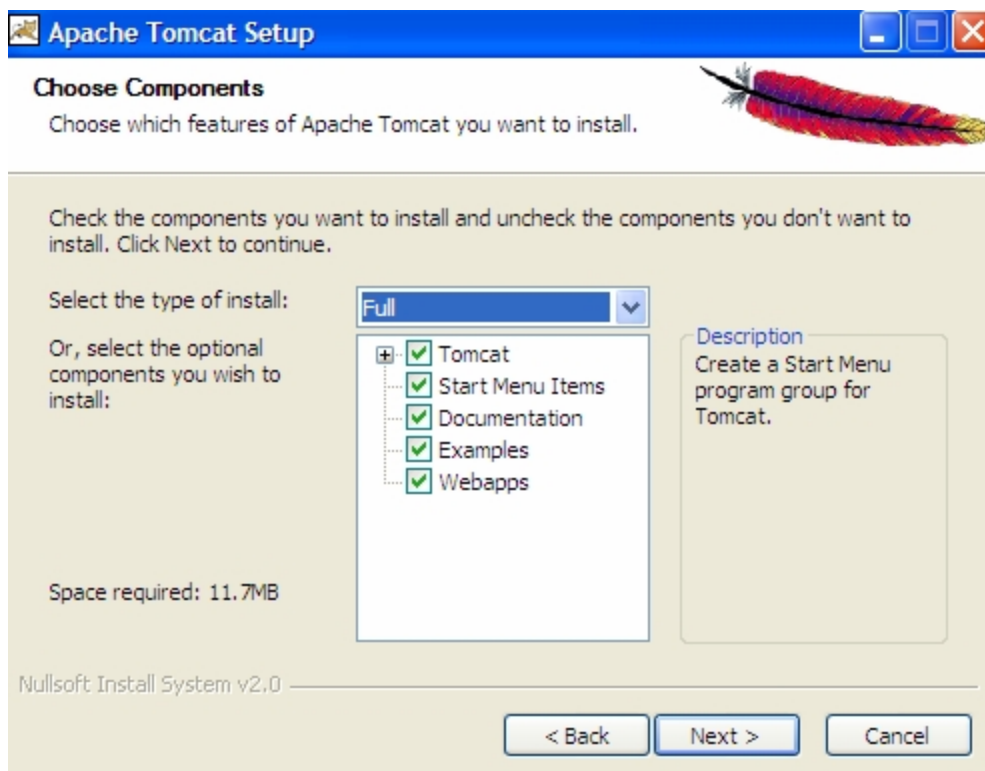 Apache Tomcat Setup
Choose Components
Choose which features of Apache Tomcat you want to install.
Check the components you want to install and uncheck the components you don't want to
install. Click Next to continue.
Select the type of install:
Full
Or, select the optional
components you wish to
install:
Tomcat
Start Menu Items
Documentation
Examples
Webapps
Description
Create a Start Menu
program group for
Tomcat.
Space required: 11.7MB
Nullsoft Install System v2.0
< Back
Next >
Cancel